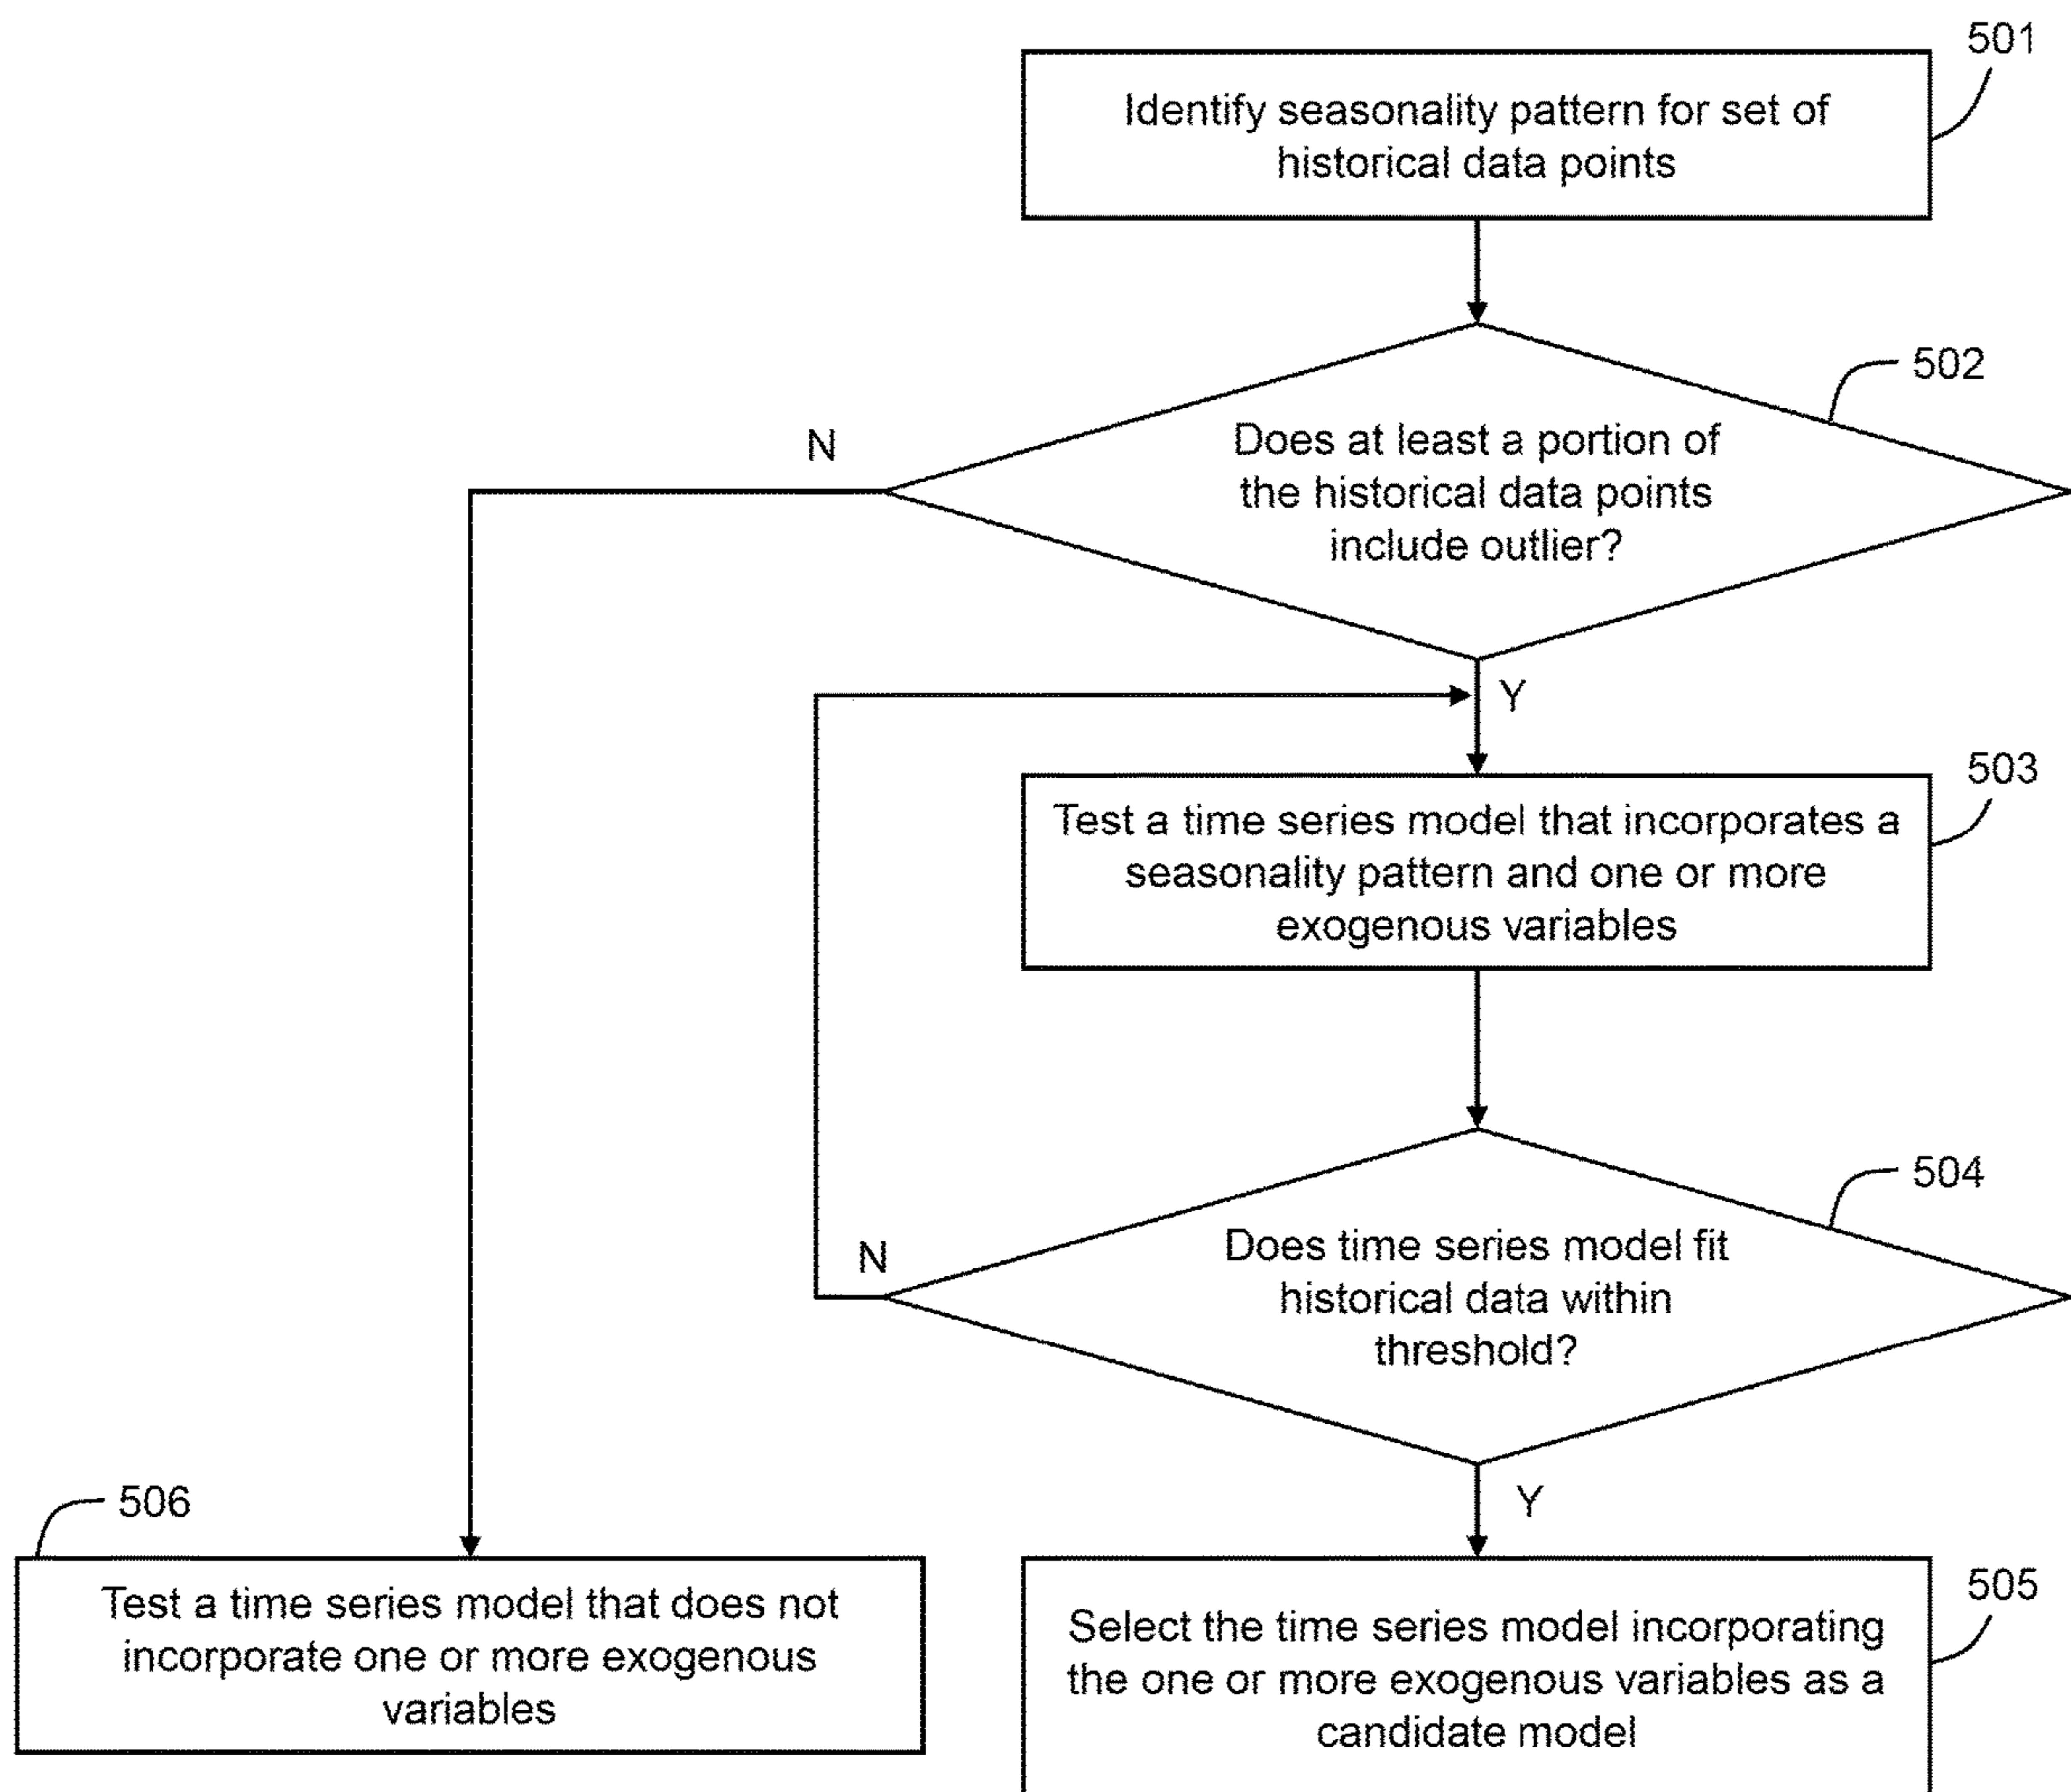 501
Identify seasonality pattern for set of
historical data points
502
Does at least a portion of
the historical data points
include outlier?
N
Y
503
Test a time series model that incorporates a
seasonality pattern and one or more
exogenous variables
504
Does time series model fit
historical data within
threshold?
N
Y
506
Test a time series model that does not
incorporate one or more exogenous
variables
505
Select the time series model incorporating
the one or more exogenous variables as a
candidate model